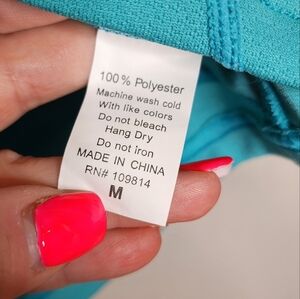 100% Polyester
Machine wash cold
With like colors
Do not bleach
Hang Dry
Do not iron
MADE IN CHINA
RN# 109814
M